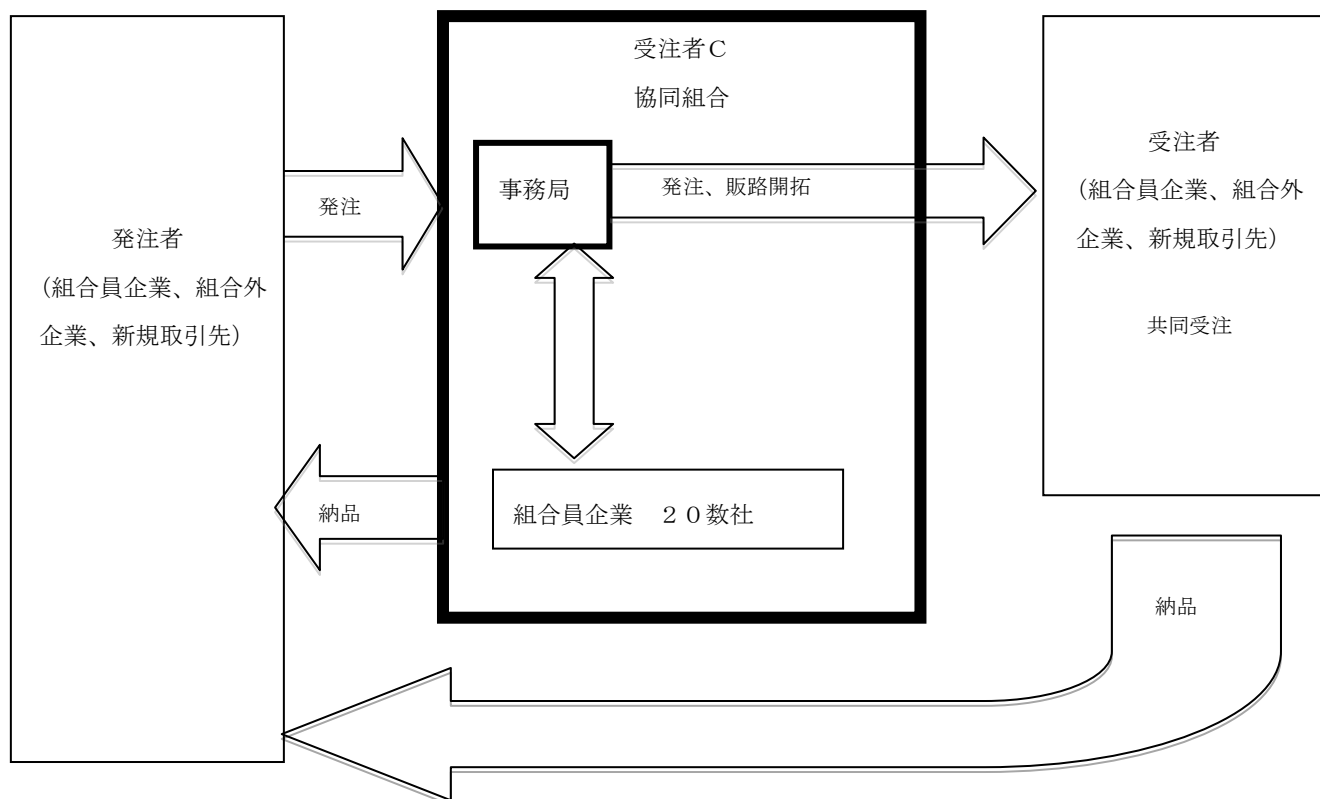 発注者
（組合員企業、組合外
企業、新規取引先）
発注
納品
受注者Ｃ
協同組合
事務局
発注、販路開拓
組合員企業　２０数社
受注者
（組合員企業、組合外
企業、新規取引先）
共同受注
納品